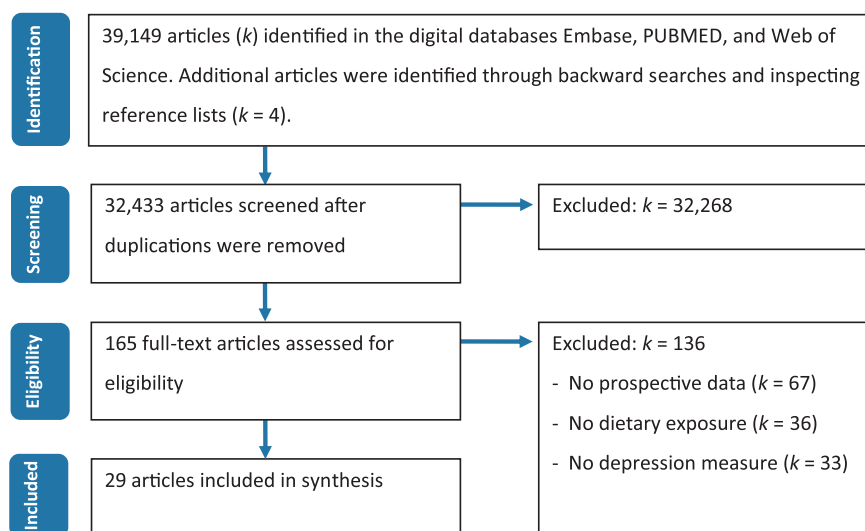 Identification
39,149 articles (k) identified in the digital databases Embase, PUBMED, and Web of
Science. Additional articles were identified through backward searches and inspecting
reference lists (k = 4).
Screening
32,433 articles screened after
duplications were removed
Excluded: k = 32,268
Eligibility
165 full-text articles assessed for
eligibility
Excluded: k = 136
- No prospective data (k = 67)
- No dietary exposure (k = 36)
- No depression measure (k = 33)
Included
29 articles included in synthesis